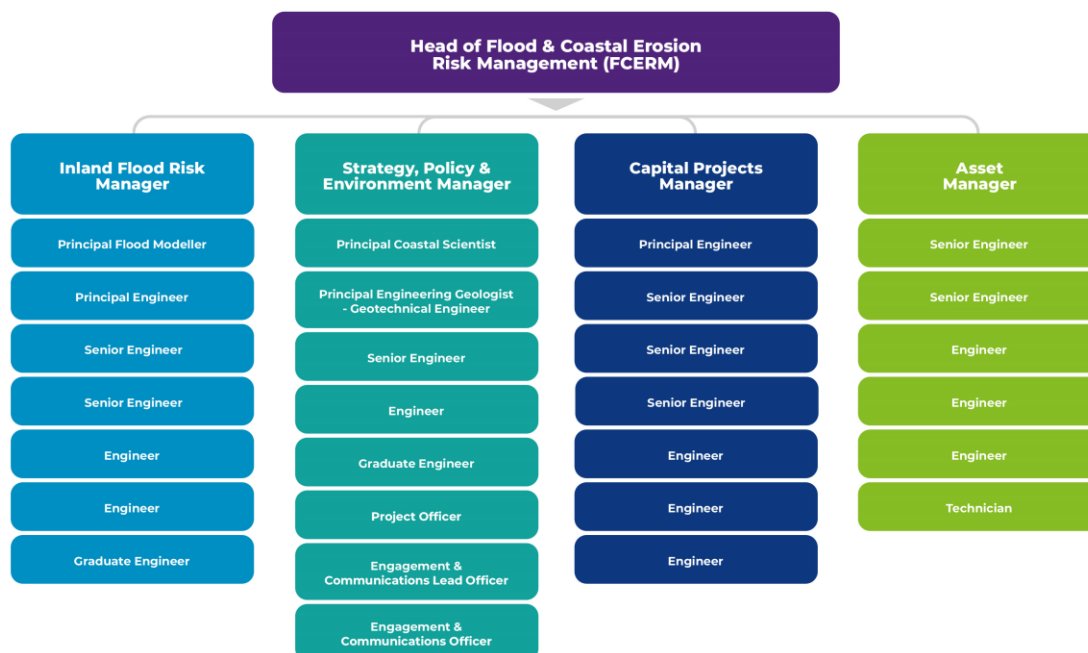 Head of Flood & Coastal Erosion
Risk Management (FCERM)
Inland Flood Risk
Manager
Principal Flood Modeller
Principal Engineer
Senior Engineer
Senior Engineer
Engineer
Engineer
Graduate Engineer
Strategy, Policy &
Environment Manager
Principal Coastal Scientist
Principal Engineering Geologist
- Geotechnical Engineer
Senior Engineer
Engineer
Graduate Engineer
Project Officer
Engagement &
Communications Lead Officer
Engagement &
Communications Officer
Capital Projects
Manager
Principal Engineer
Senior Engineer
Senior Engineer
Senior Engineer
Engineer
Engineer
Engineer
Asset
Manager
Senior Engineer
Senior Engineer
Engineer
Engineer
Engineer
Technician